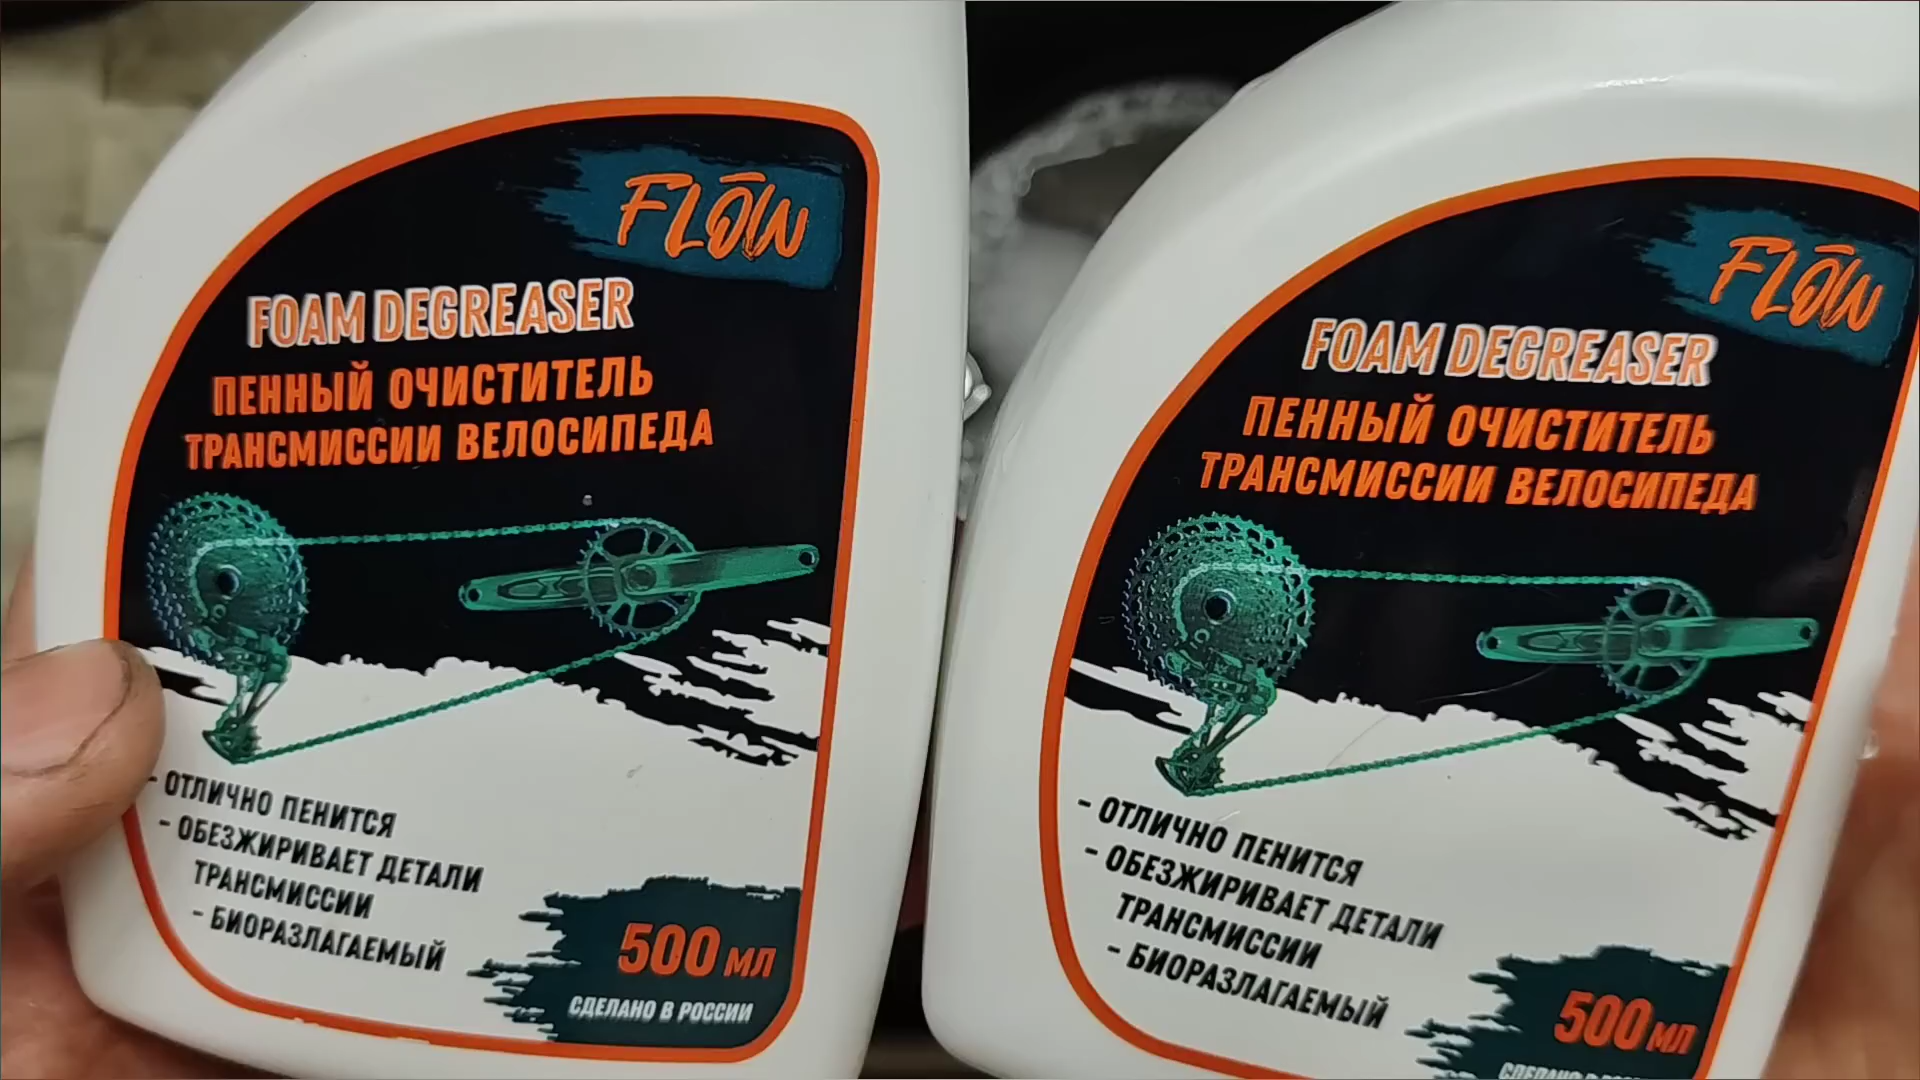 FLOW
FOAM DEGREASER
ПЕННЫЙ ОЧИСТИТЕЛЬ
ТРАНСМИССИИ ВЕЛОСИПЕДА
- ОТЛИЧНО ПЕНИТСЯ
- ОБЕЗЖИРИВАЕТ ДЕТАЛИ
ТРАНСМИССИИ
- БИОРАЗЛАГАЕМЫЙ
500 МЛ
СДЕЛАНО В РОССИИ
FLOW
FOAM DEGREASER
ПЕННЫЙ ОЧИСТИТЕЛЬ
ТРАНСМИССИИ ВЕЛОСИПЕДА
- ОТЛИЧНО ПЕНИТСЯ
- ОБЕЗЖИРИВАЕТ ДЕТАЛИ
ТРАНСМИССИИ
- БИОРАЗЛАГАЕМЫЙ
500 МЛ
СДЕЛАНО В